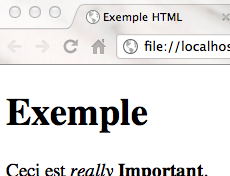 Exemple HTML
file://localhos
Exemple
Ceci est really Important.